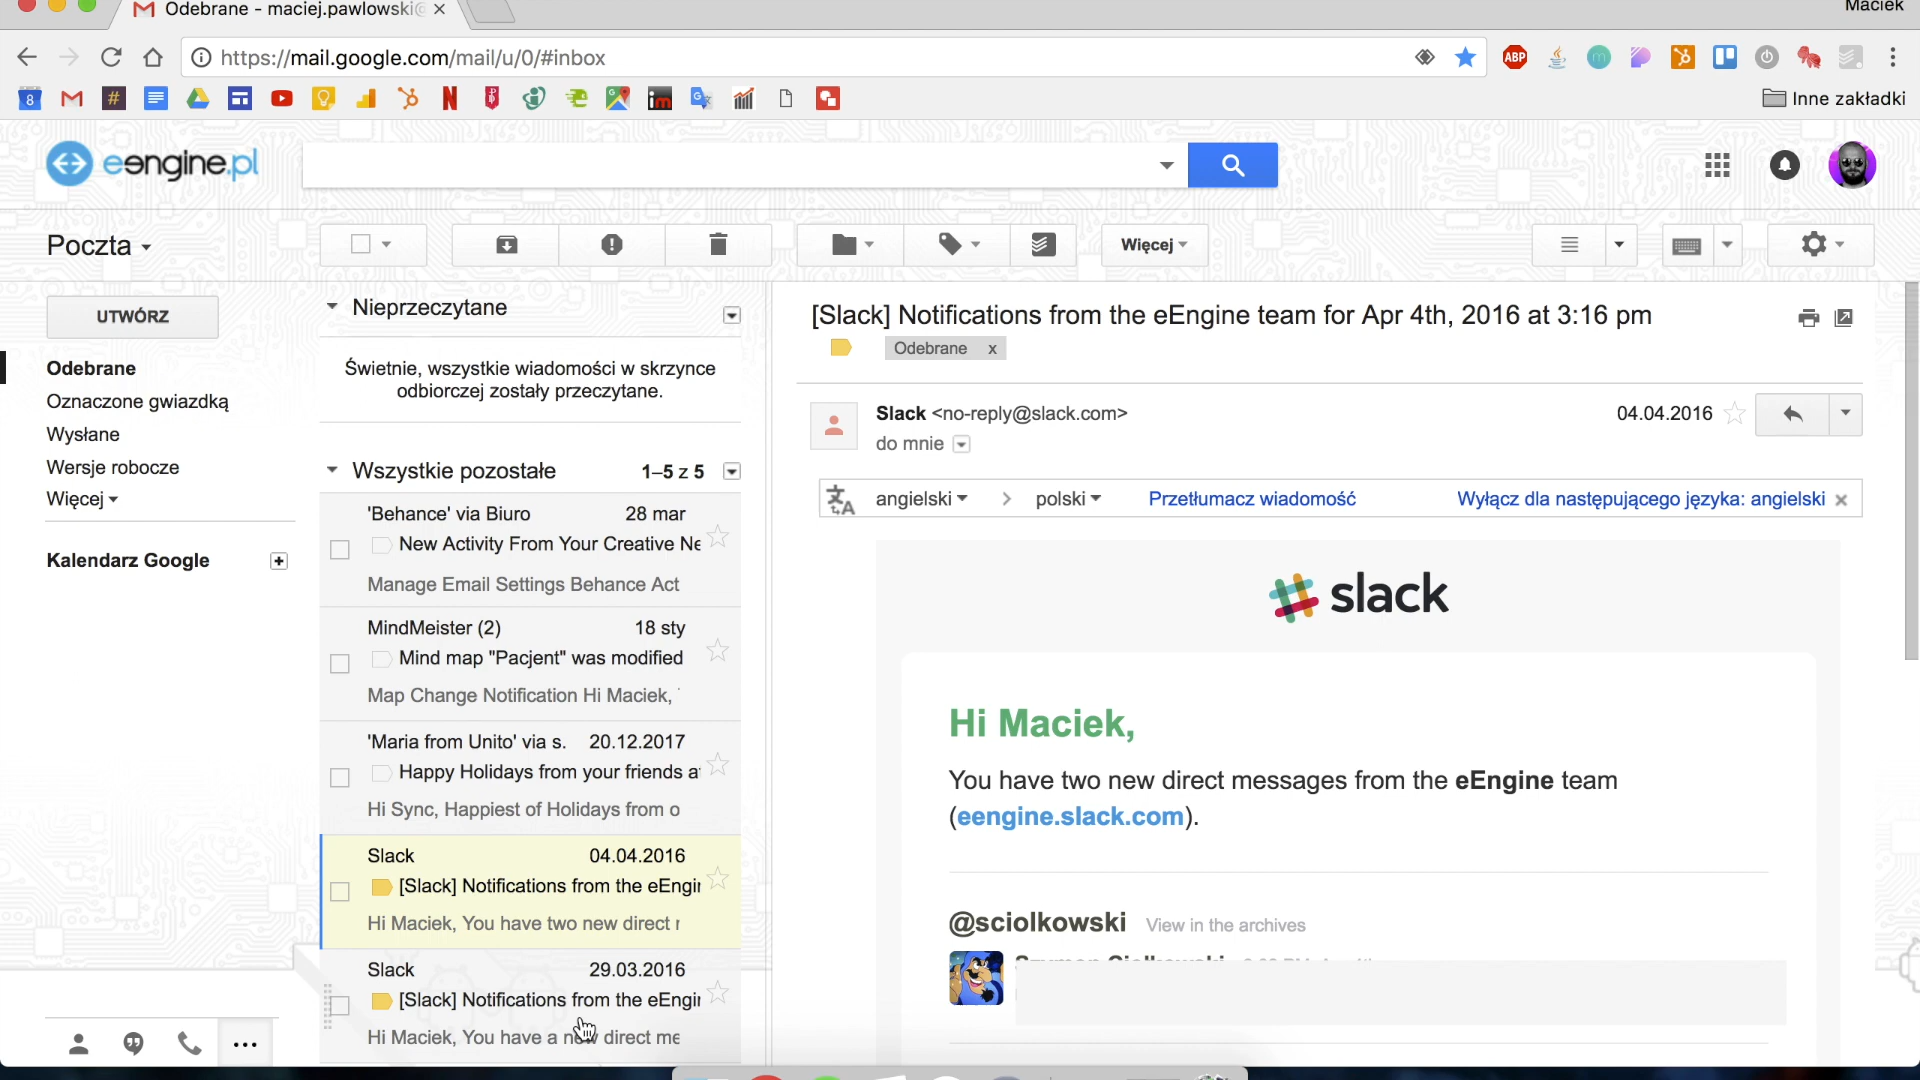 Odebrane - maciej.pawlowski@
Maciek
https://mail.google.com/mail/u/0/#inbox
ABP
m
8
#
N
im
Inne zakładki
eengine.pl
Poczta
Więcej
UTWÓRZ
Odebrane
Oznaczone gwiazdką
Wysłane
Wersje robocze
Więcej
Kalendarz Google
Nieprzeczytane
Świetnie, wszystkie wiadomości w skrzynce
odbiorczej zostały przeczytane.
Wszystkie pozostałe 1–5 z 5
'Behance' via Biuro 28 mar
New Activity From Your Creative Ne
Manage Email Settings Behance Act
MindMeister (2) 18 sty
Mind map "Pacjent" was modified
Map Change Notification Hi Maciek,
'Maria from Unito' via s. 20.12.2017
Happy Holidays from your friends a
Hi Sync, Happiest of Holidays from o
Slack 04.04.2016
[Slack] Notifications from the eEngin
Hi Maciek, You have two new direct
Slack 29.03.2016
[Slack] Notifications from the eEngin
Hi Maciek, You have a new direct me
[Slack] Notifications from the eEngine team for Apr 4th, 2016 at 3:16 pm
Odebrane x
Slack <no-reply@slack.com> 04.04.2016
do mnie
angielski polski Przetłumacz wiadomość Wyłącz dla następującego języka: angielski
slack
Hi Maciek,
You have two new direct messages from the eEngine team
(eengine.slack.com).
@sciolkowski View in the archives